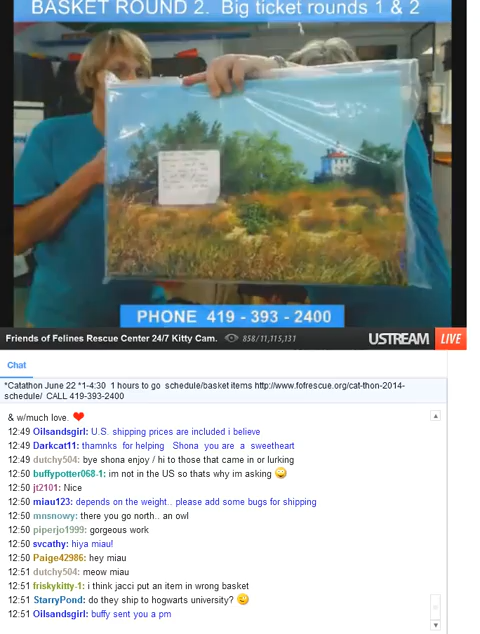 BASKET ROUND 2. Big ticket rounds 1 & 2
PHONE 419 - 393 - 2400
Friends of Felines Rescue Center 24/7 Kitty Cam. 858/11,115,131 USTREAM LIVE
Chat
*Catathon June 22 *1-4:30 1 hours to go schedule/basket items http://www.fofrescue.org/cat-thon-2014-
schedule/ CALL 419-393-2400
& w/much love.
12:49 Oilsandsgirl: U.S. shipping prices are included i believe
12:49 Darkcat11: thamnks for helping Shona you are a sweetheart
12:49 dutchy504: bye shona enjoy / hi to those that came in or lurking
12:50 buffypotter068-1: im not in the US so thats why im asking
12:50 jt2101: Nice
12:50 miau123: depends on the weight.. please add some bugs for shipping
12:50 mnsnowy: there you go north.. an owl
12:50 piperjo1999: gorgeous work
12:50 svcathy: hiya miau!
12:50 Paige42986: hey miau
12:51 dutchy504: meow miau
12:51 friskykitty-1: i think jacci put an item in wrong basket
12:51 StarryPond: do they ship to hogwarts university?
12:51 Oilsandsgirl: buffy sent you a pm